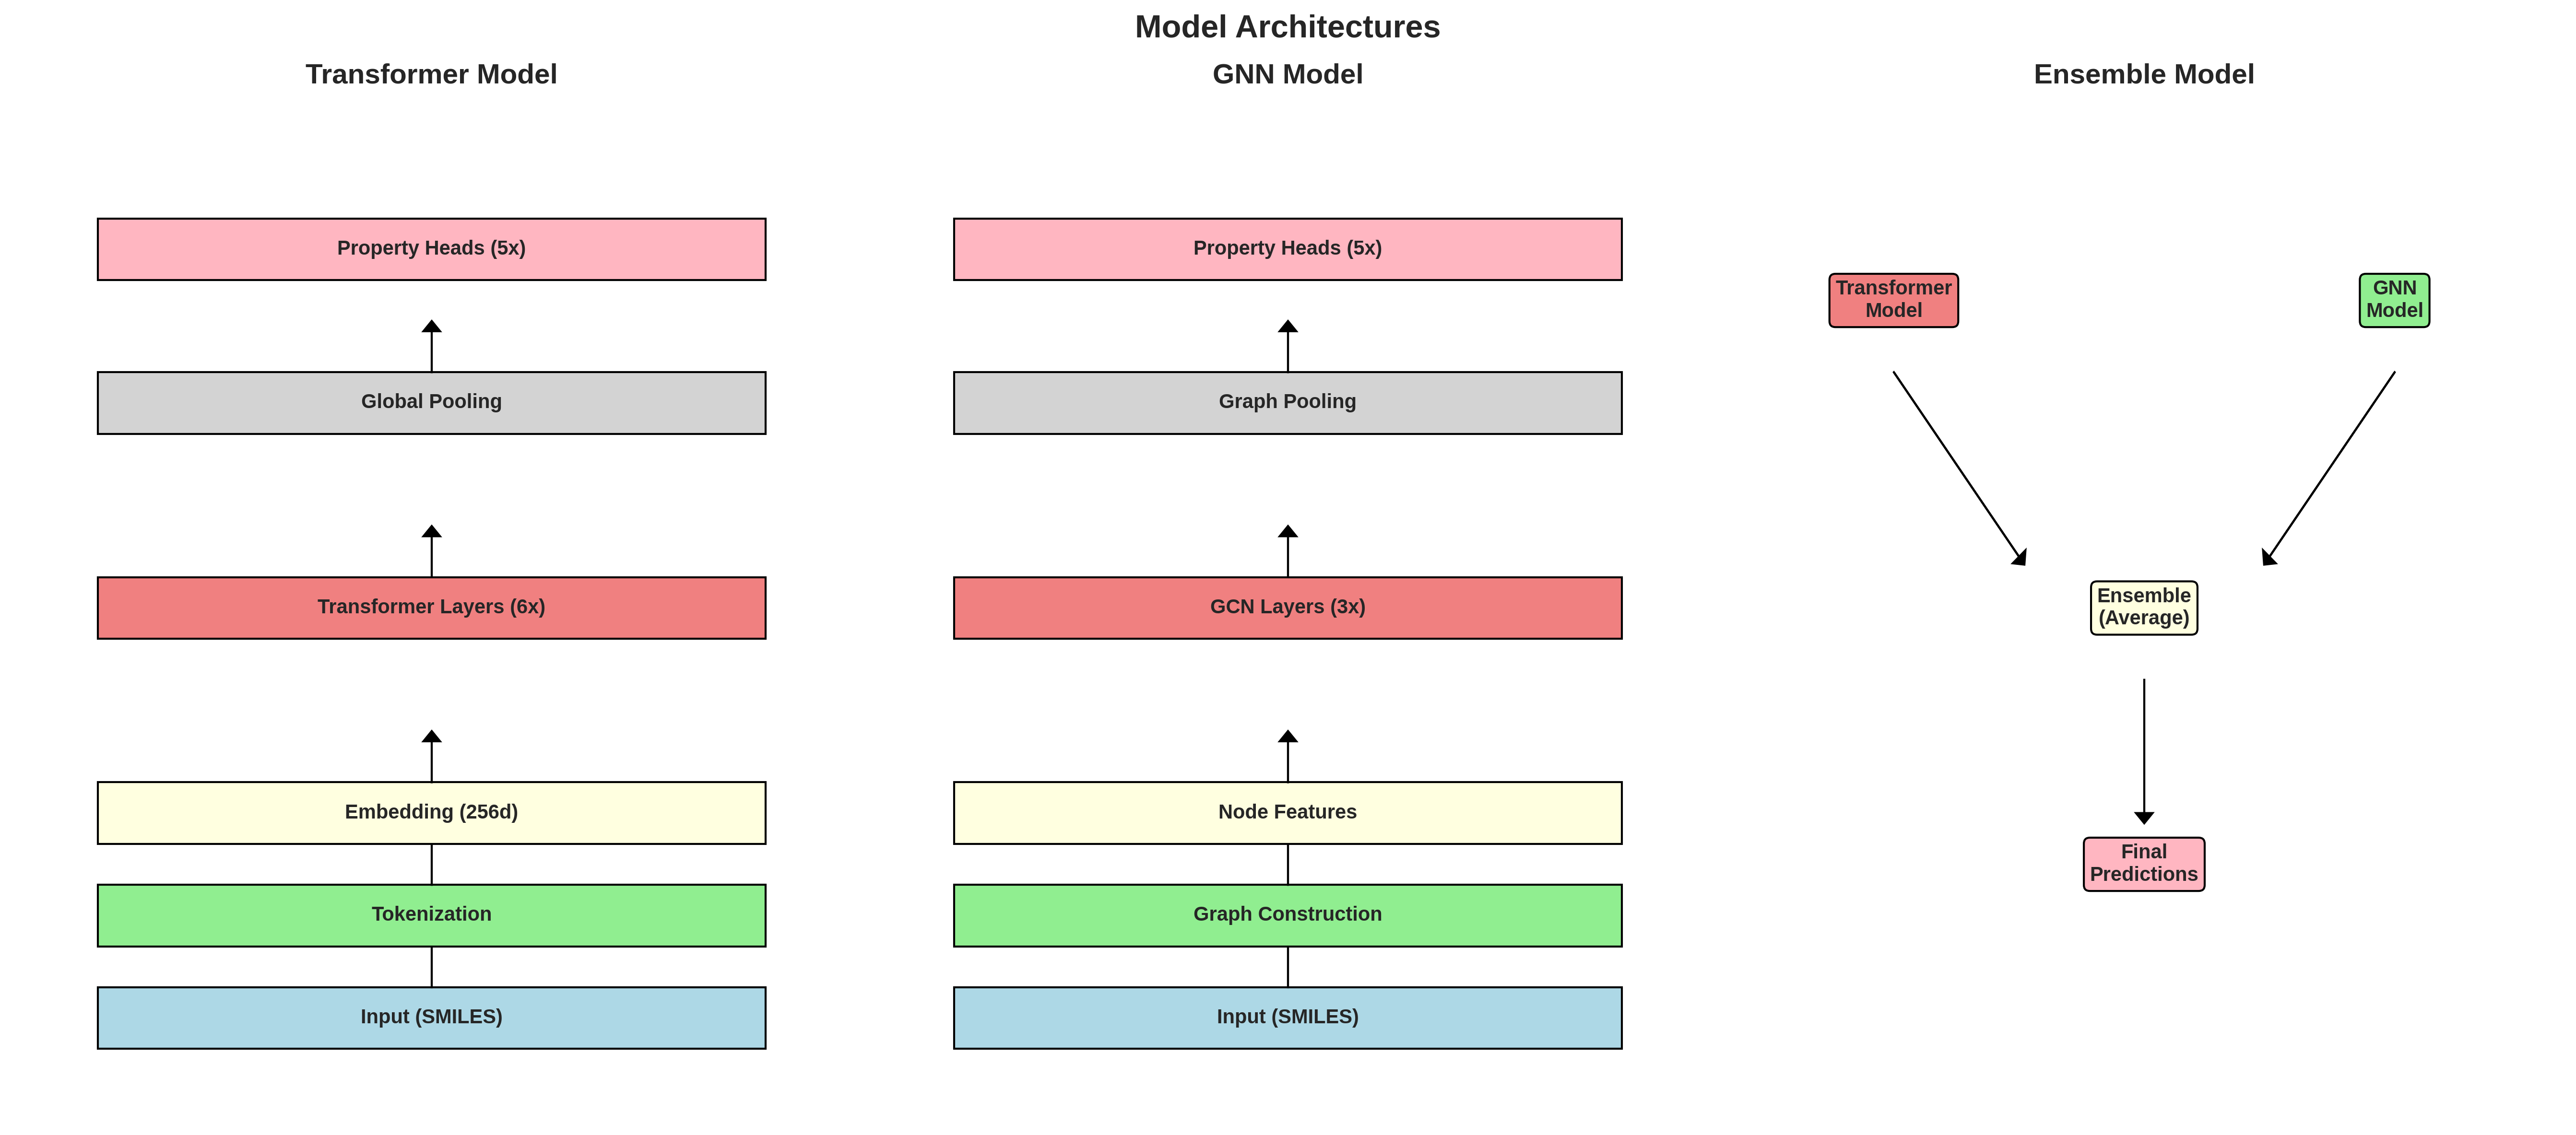 Model Architectures
Transformer Model
Property Heads (5x)
Global Pooling
Transformer Layers (6x)
Embedding (256d)
Tokenization
Input (SMILES)
GNN Model
Property Heads (5x)
Graph Pooling
GCN Layers (3x)
Node Features
Graph Construction
Input (SMILES)
Ensemble Model
Transformer
Model
GNN
Model
Ensemble
(Average)
Final
Predictions